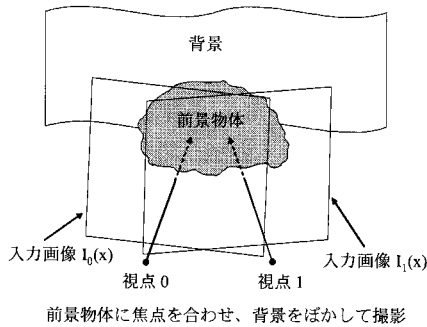 背景
前景物体
入力画像 I₀(x)
入力画像 I₁(x)
視点 0
視点 1
前景物体に焦点を合わせ、背景をぼかして撮影